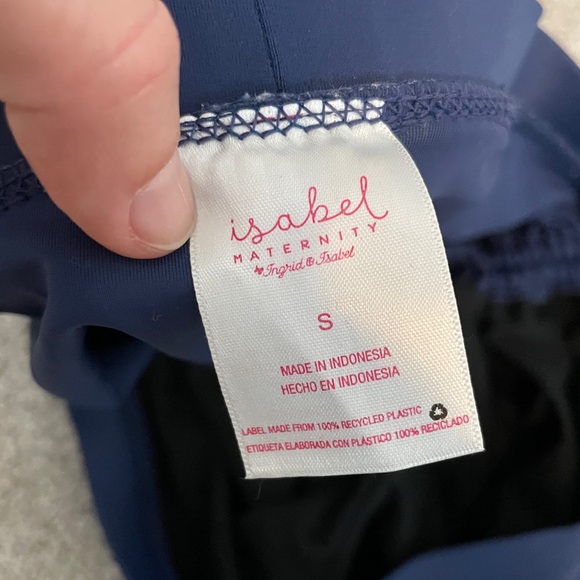 isabel
MATERNITY
by Ingrid & Isabel
S
MADE IN INDONESIA
HECHO EN INDONESIA
LABEL MADE FROM 100% RECYCLED PLASTIC
ETIQUETA ELABORADA CON PLÁSTICO 100% RECICLADO